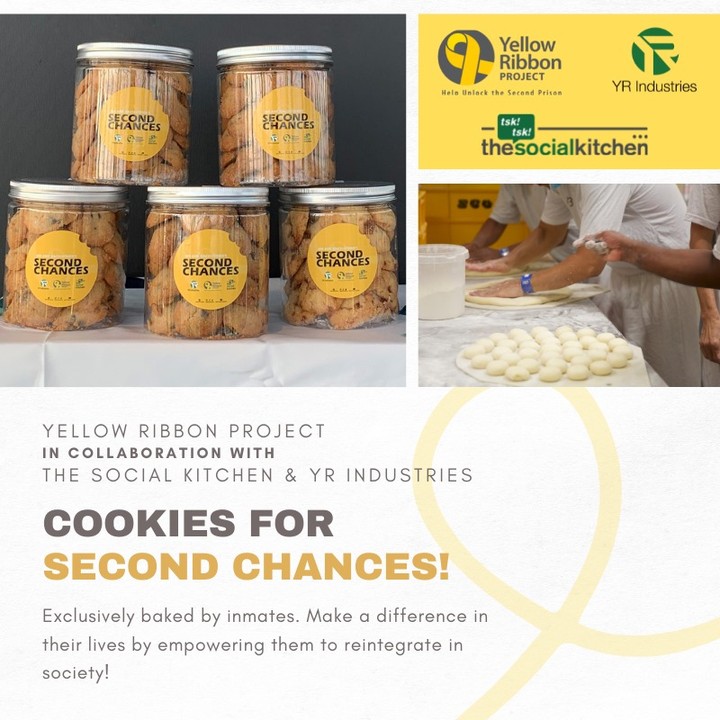 SECOND
CHANCES
SECOND
CHANCES
SECOND
CHANCES
SECOND
CHANCES
SECOND
CHANCES
Yellow
Ribbon
PROJECT
Help Unlock the Second Prison
YR Industries
tsk!
tsk!
thesocialkitchen
YELLOW RIBBON PROJECT
IN COLLABORATION WITH
THE SOCIAL KITCHEN & YR INDUSTRIES
COOKIES FOR
SECOND CHANCES!
Exclusively baked by inmates. Make a difference in
their lives by empowering them to reintegrate in
society!